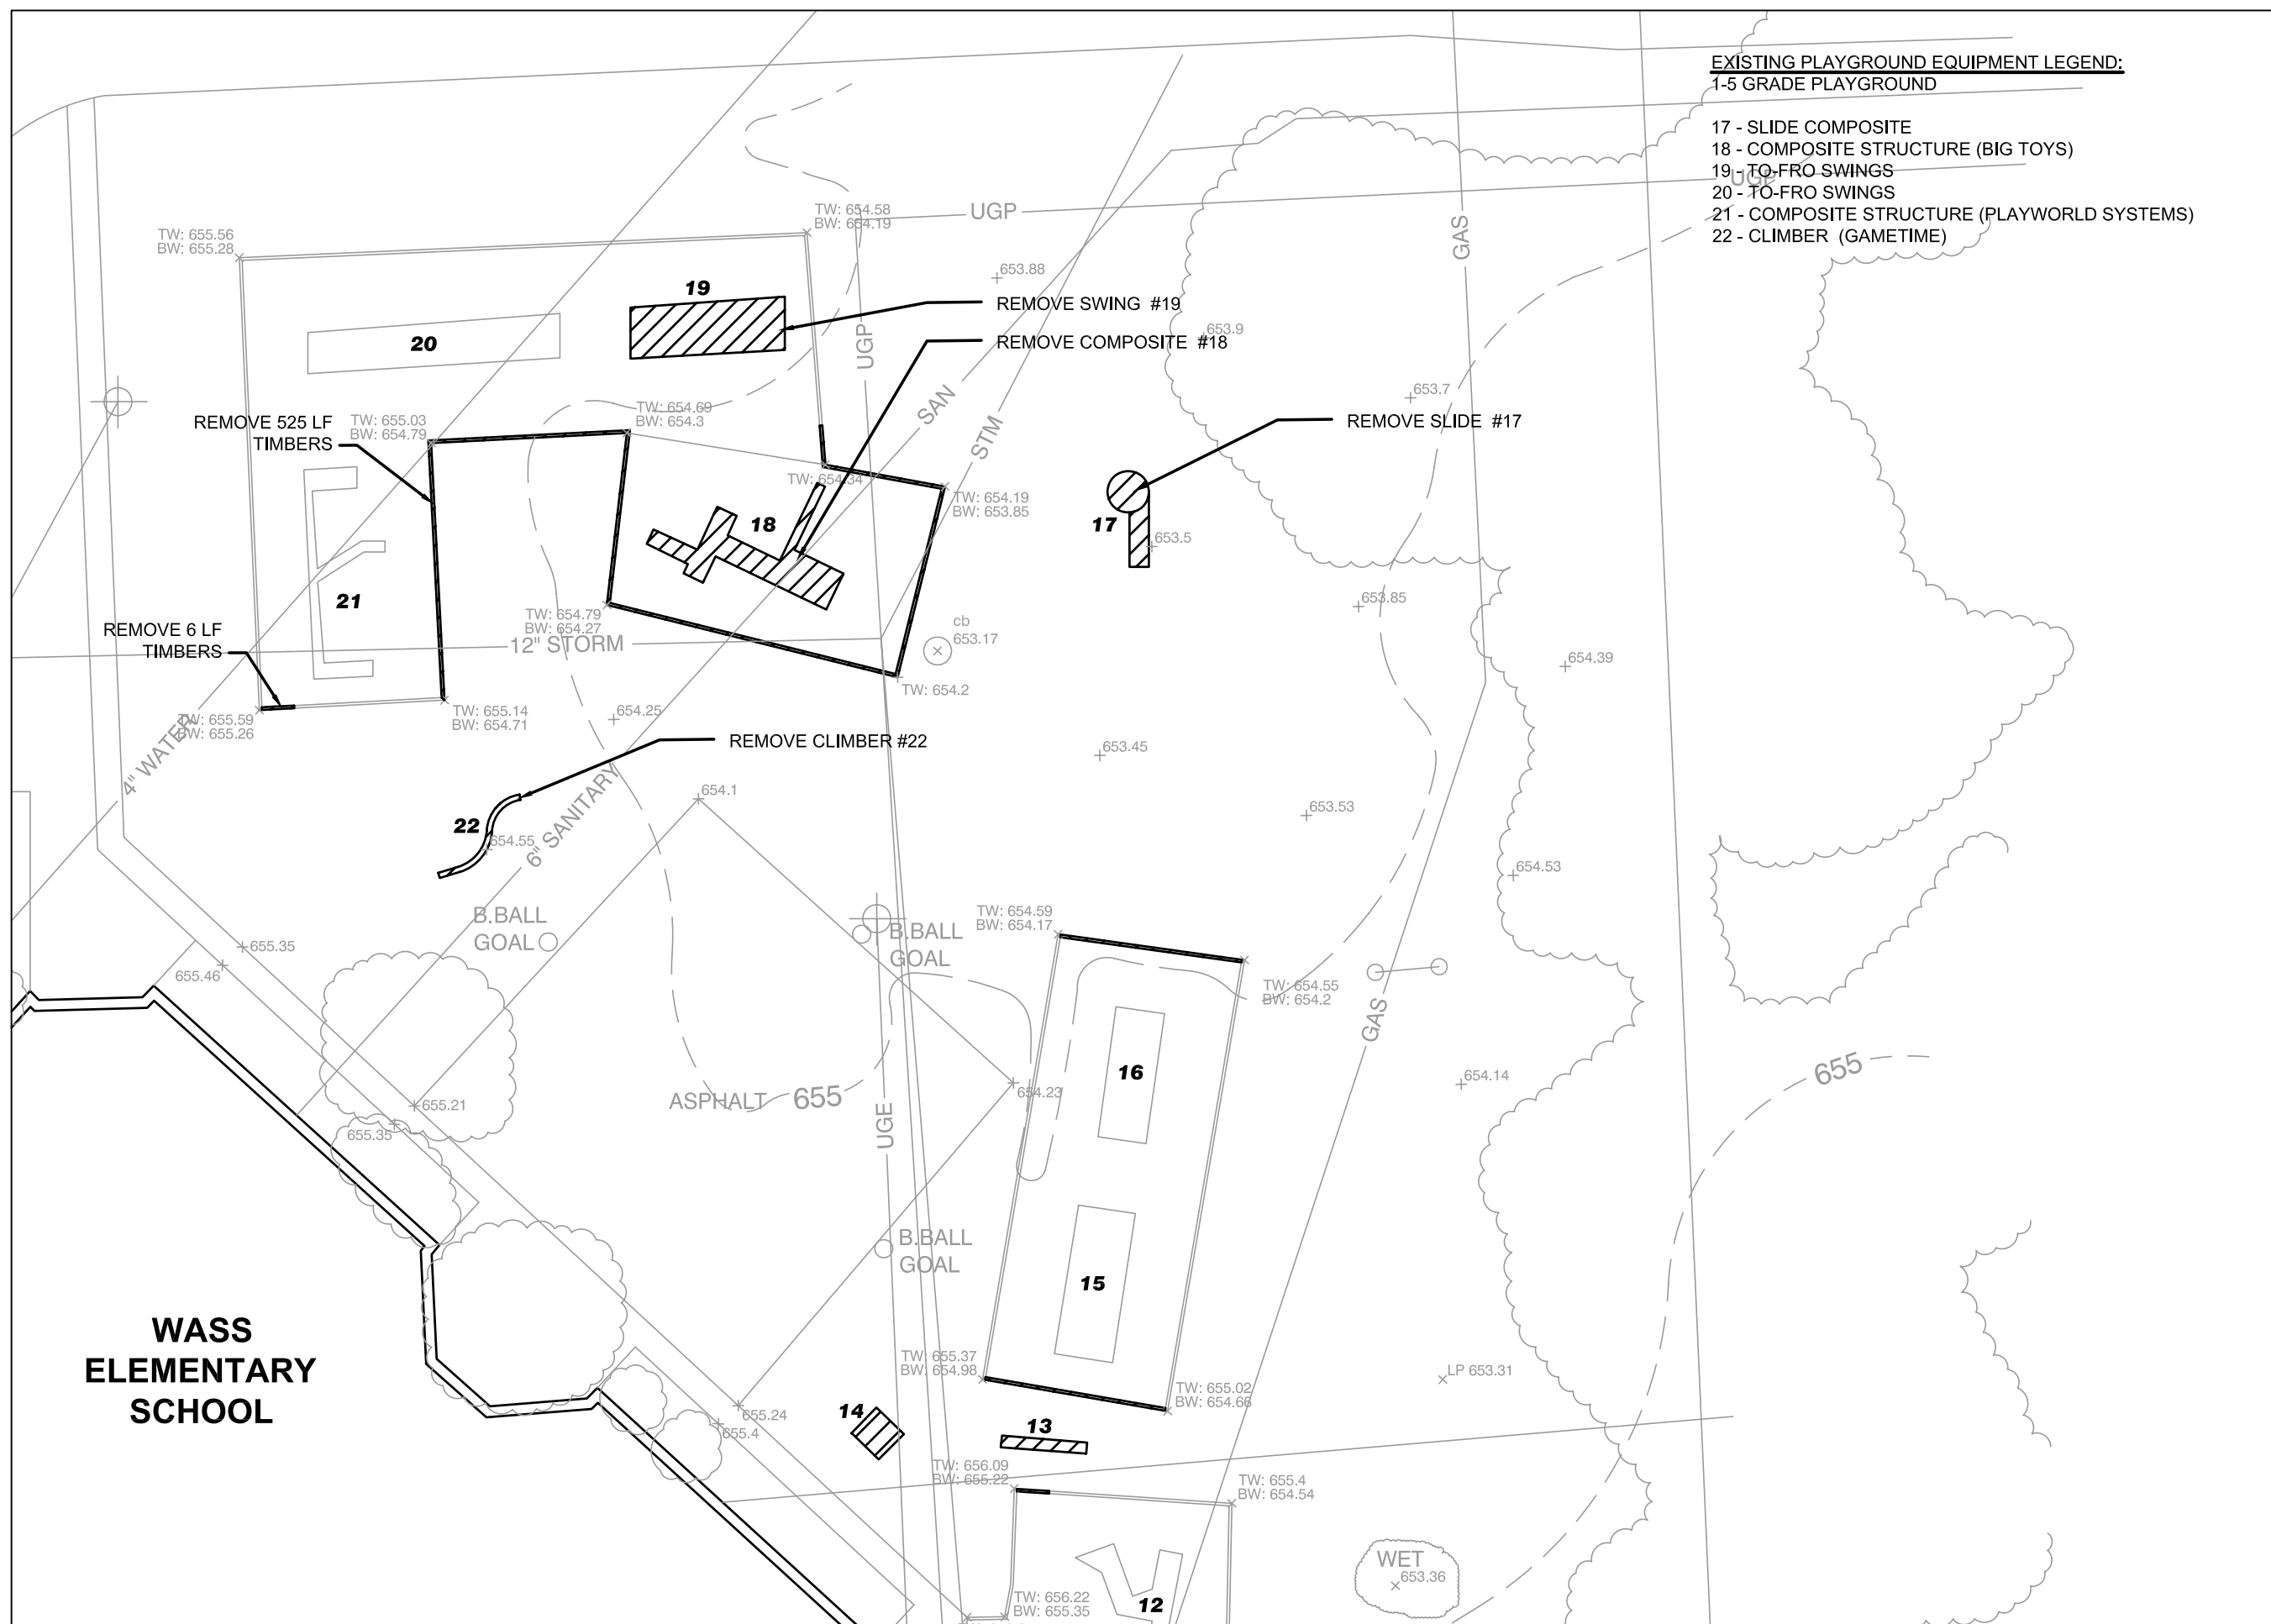 EXISTING PLAYGROUND EQUIPMENT LEGEND:
1-5 GRADE PLAYGROUND
17 - SLIDE COMPOSITE
18 - COMPOSITE STRUCTURE (BIG TOYS)
19 - TO-FRO SWINGS
20 - TO-FRO SWINGS
21 - COMPOSITE STRUCTURE (PLAYWORLD SYSTEMS)
22 - CLIMBER (GAMETIME)
UGP
UGP
GAS
TW: 654.58
BW: 654.19
TW: 655.56
BW: 655.28
653.88
19
REMOVE SWING #19
653.9
REMOVE COMPOSITE #18
20
UGP
653.7
SAN
STM
REMOVE SLIDE #17
REMOVE 525 LF
TIMBERS
TW: 655.03
BW: 654.79
TW: 654.69
BW: 654.3
TW: 654.34
TW: 654.19
BW: 653.85
18
17
653.5
21
653.85
TW: 654.79
BW: 654.27
12" STORM
cb
653.17
REMOVE 6 LF
TIMBERS
654.39
TW: 654.2
TW: 655.59
BW: 655.26
TW: 655.14
BW: 654.71
654.25
REMOVE CLIMBER #22
653.45
4" WATER
6" SANITARY
654.1
653.53
22
654.55
654.53
B.BALL
GOAL
B.BALL
GOAL
TW: 654.59
BW: 654.17
655.35
655.46
TW: 654.55
BW: 654.2
GAS
16
655
654.14
654.23
ASPHALT
655
UGE
655.21
655.35
B.BALL
GOAL
15
WASS
ELEMENTARY
SCHOOL
TW: 655.37
BW: 654.98
LP 653.31
TW: 655.02
BW: 654.66
14
13
655.24
655.4
TW: 656.09
BW: 655.22
TW: 655.4
BW: 654.54
WET
653.36
TW: 656.22
BW: 655.35
12